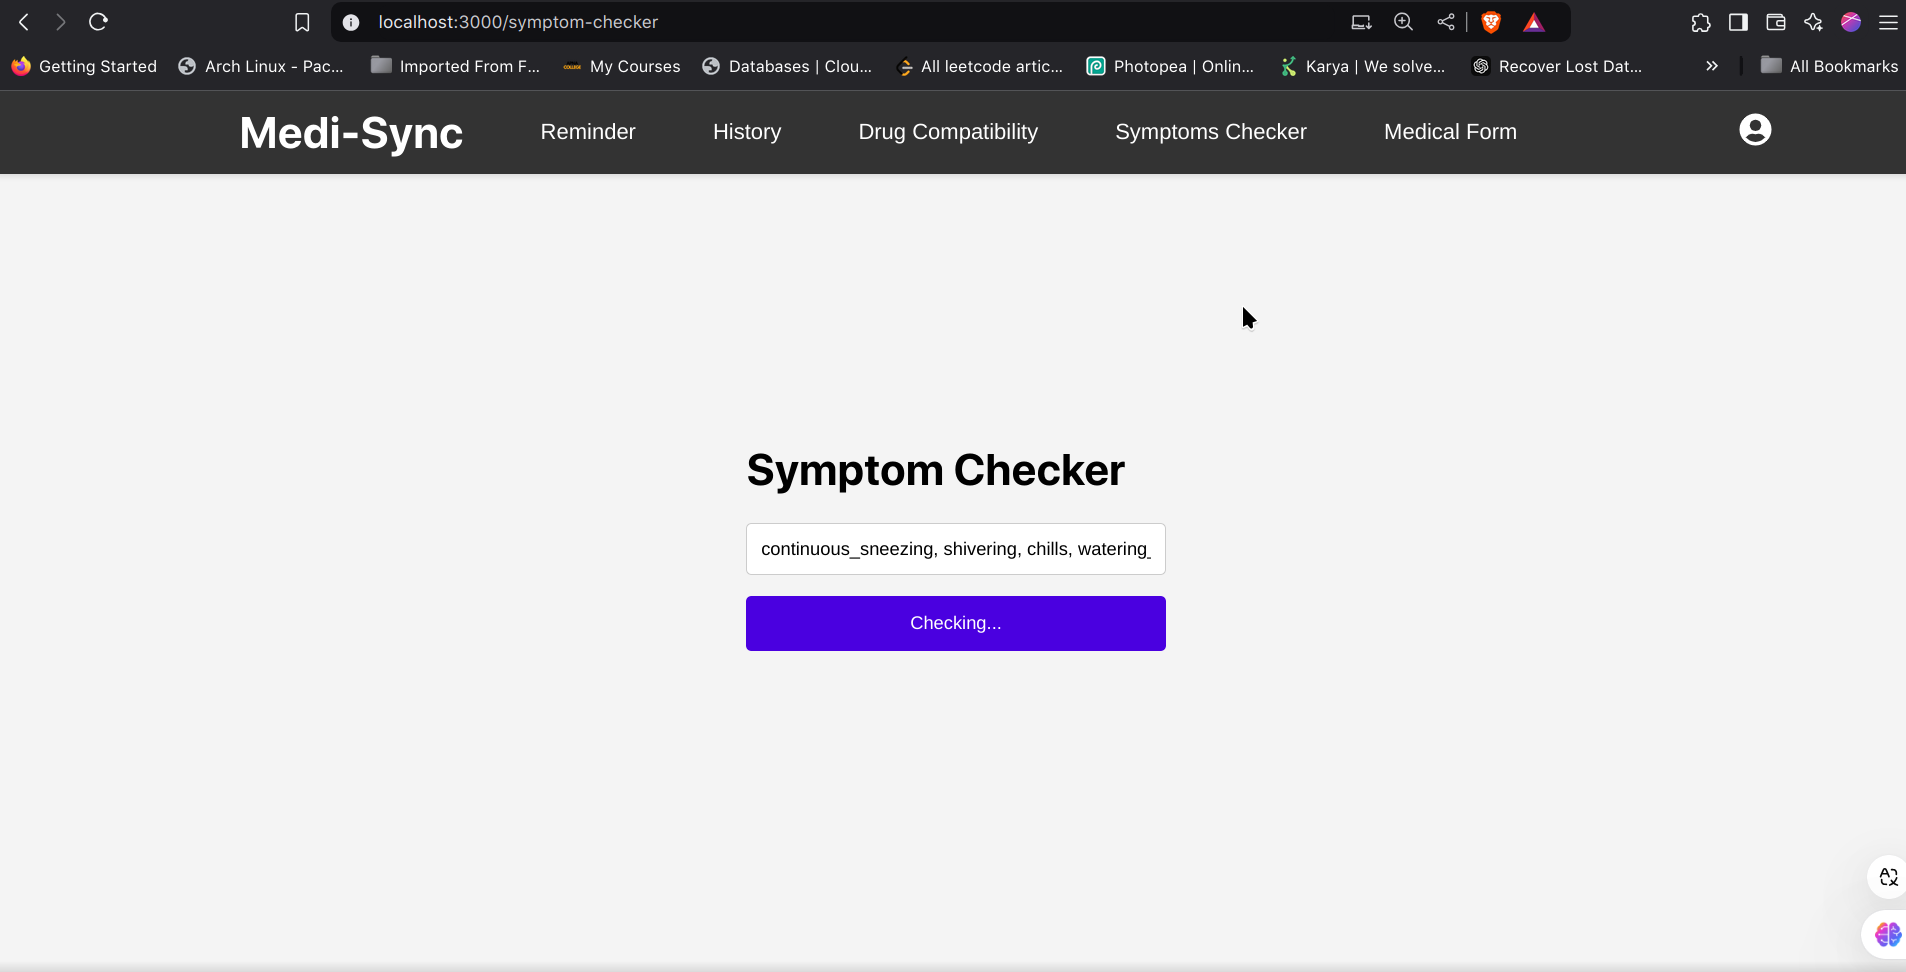 localhost:3000/symptom-checker
Getting Started
Arch Linux - Pac...
Imported From F...
My Courses
Databases | Clou...
All leetcode artic...
Photopea | Onlin...
Karya | We solve...
Recover Lost Dat...
»
All Bookmarks
Medi-Sync
Reminder
History
Drug Compatibility
Symptoms Checker
Medical Form
Symptom Checker
continuous_sneezing, shivering, chills, watering_
Checking...